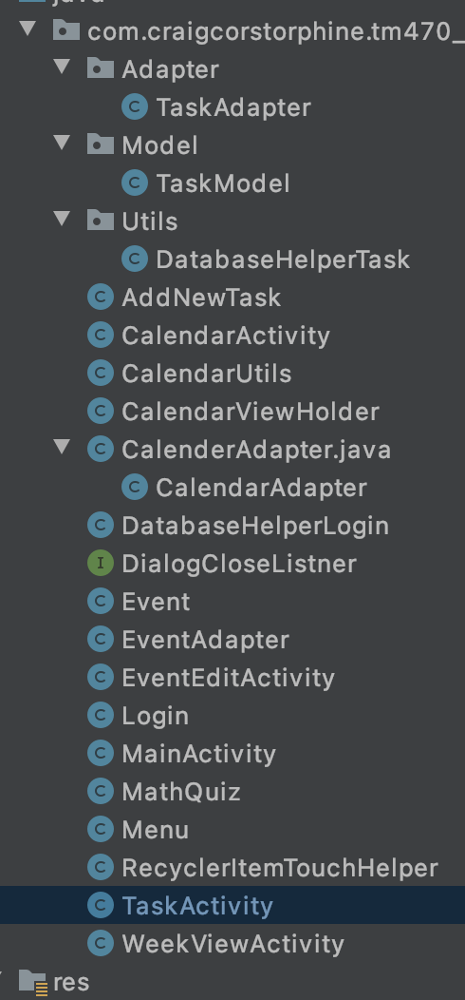 java
com.craigcorstorphine.tm470_
Adapter
C TaskAdapter
Model
C TaskModel
Utils
C DatabaseHelperTask
C AddNewTask
C CalendarActivity
C CalendarUtils
C CalendarViewHolder
C CalenderAdapter.java
C CalendarAdapter
C DatabaseHelperLogin
I DialogCloseListner
C Event
C EventAdapter
C EventEditActivity
C Login
C MainActivity
C MathQuiz
C Menu
C RecyclerItemTouchHelper
C TaskActivity
C WeekViewActivity
res